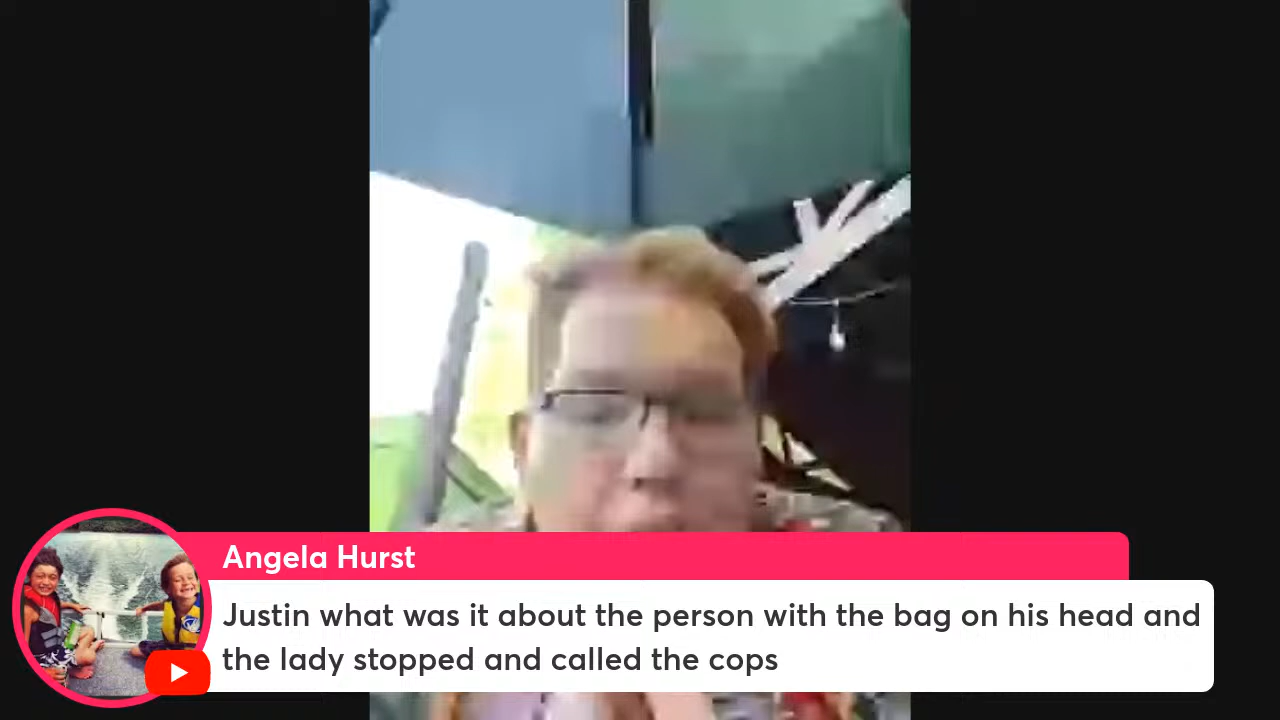 Angela Hurst
Justin what was it about the person with the bag on his head and
the lady stopped and called the cops